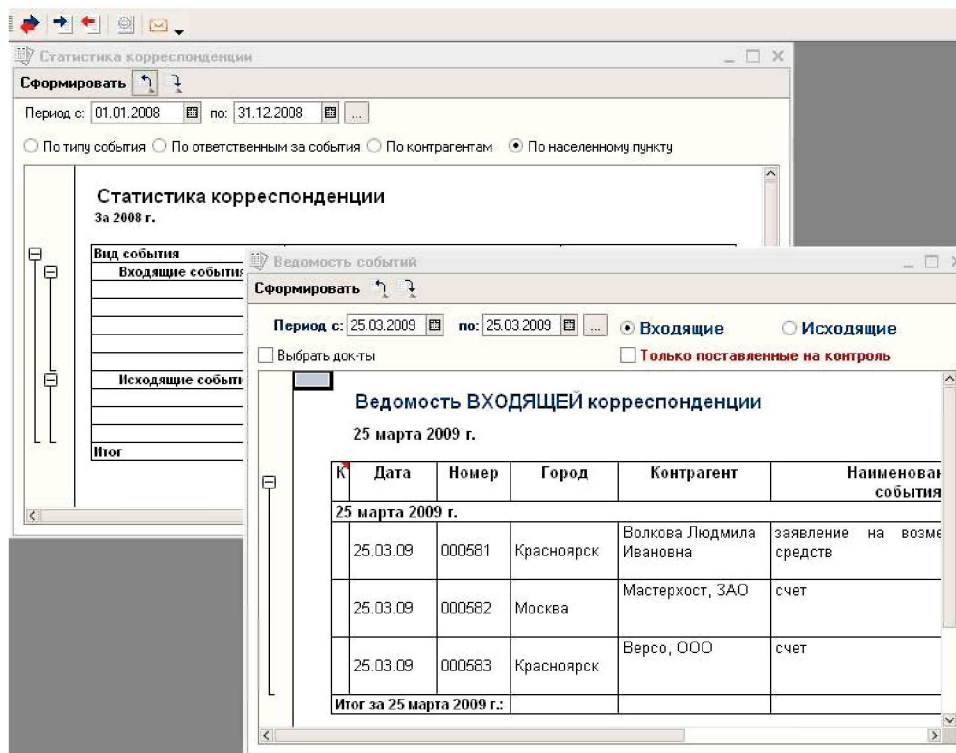 Статистика корреспонденции
Сформировать
Период с: 01.01.2008 по: 31.12.2008 ...
По типу события По ответственным за события По контрагентам По населенному пункту
Статистика корреспонденции
За 2008 г.
Вид события
Входящие события
Исходящие событи
Итог
Ведомость событий
Сформировать
Период с: 25.03.2009 по: 25.03.2009 ... Входящие Исходящие
Выбрать док-ты Только поставленные на контроль
Ведомость ВХОДЯЩЕЙ корреспонденции
25 марта 2009 г.
К Дата Номер Город Контрагент Наименован
события
25 марта 2009 г.
25.03.09 000581 Красноярск Волкова Людмила Ивановна заявление на возме средств
25.03.09 000582 Москва Мастерхост, ЗАО счет
25.03.09 000583 Красноярск Версо, ООО счет
Итог за 25 марта 2009 г.: